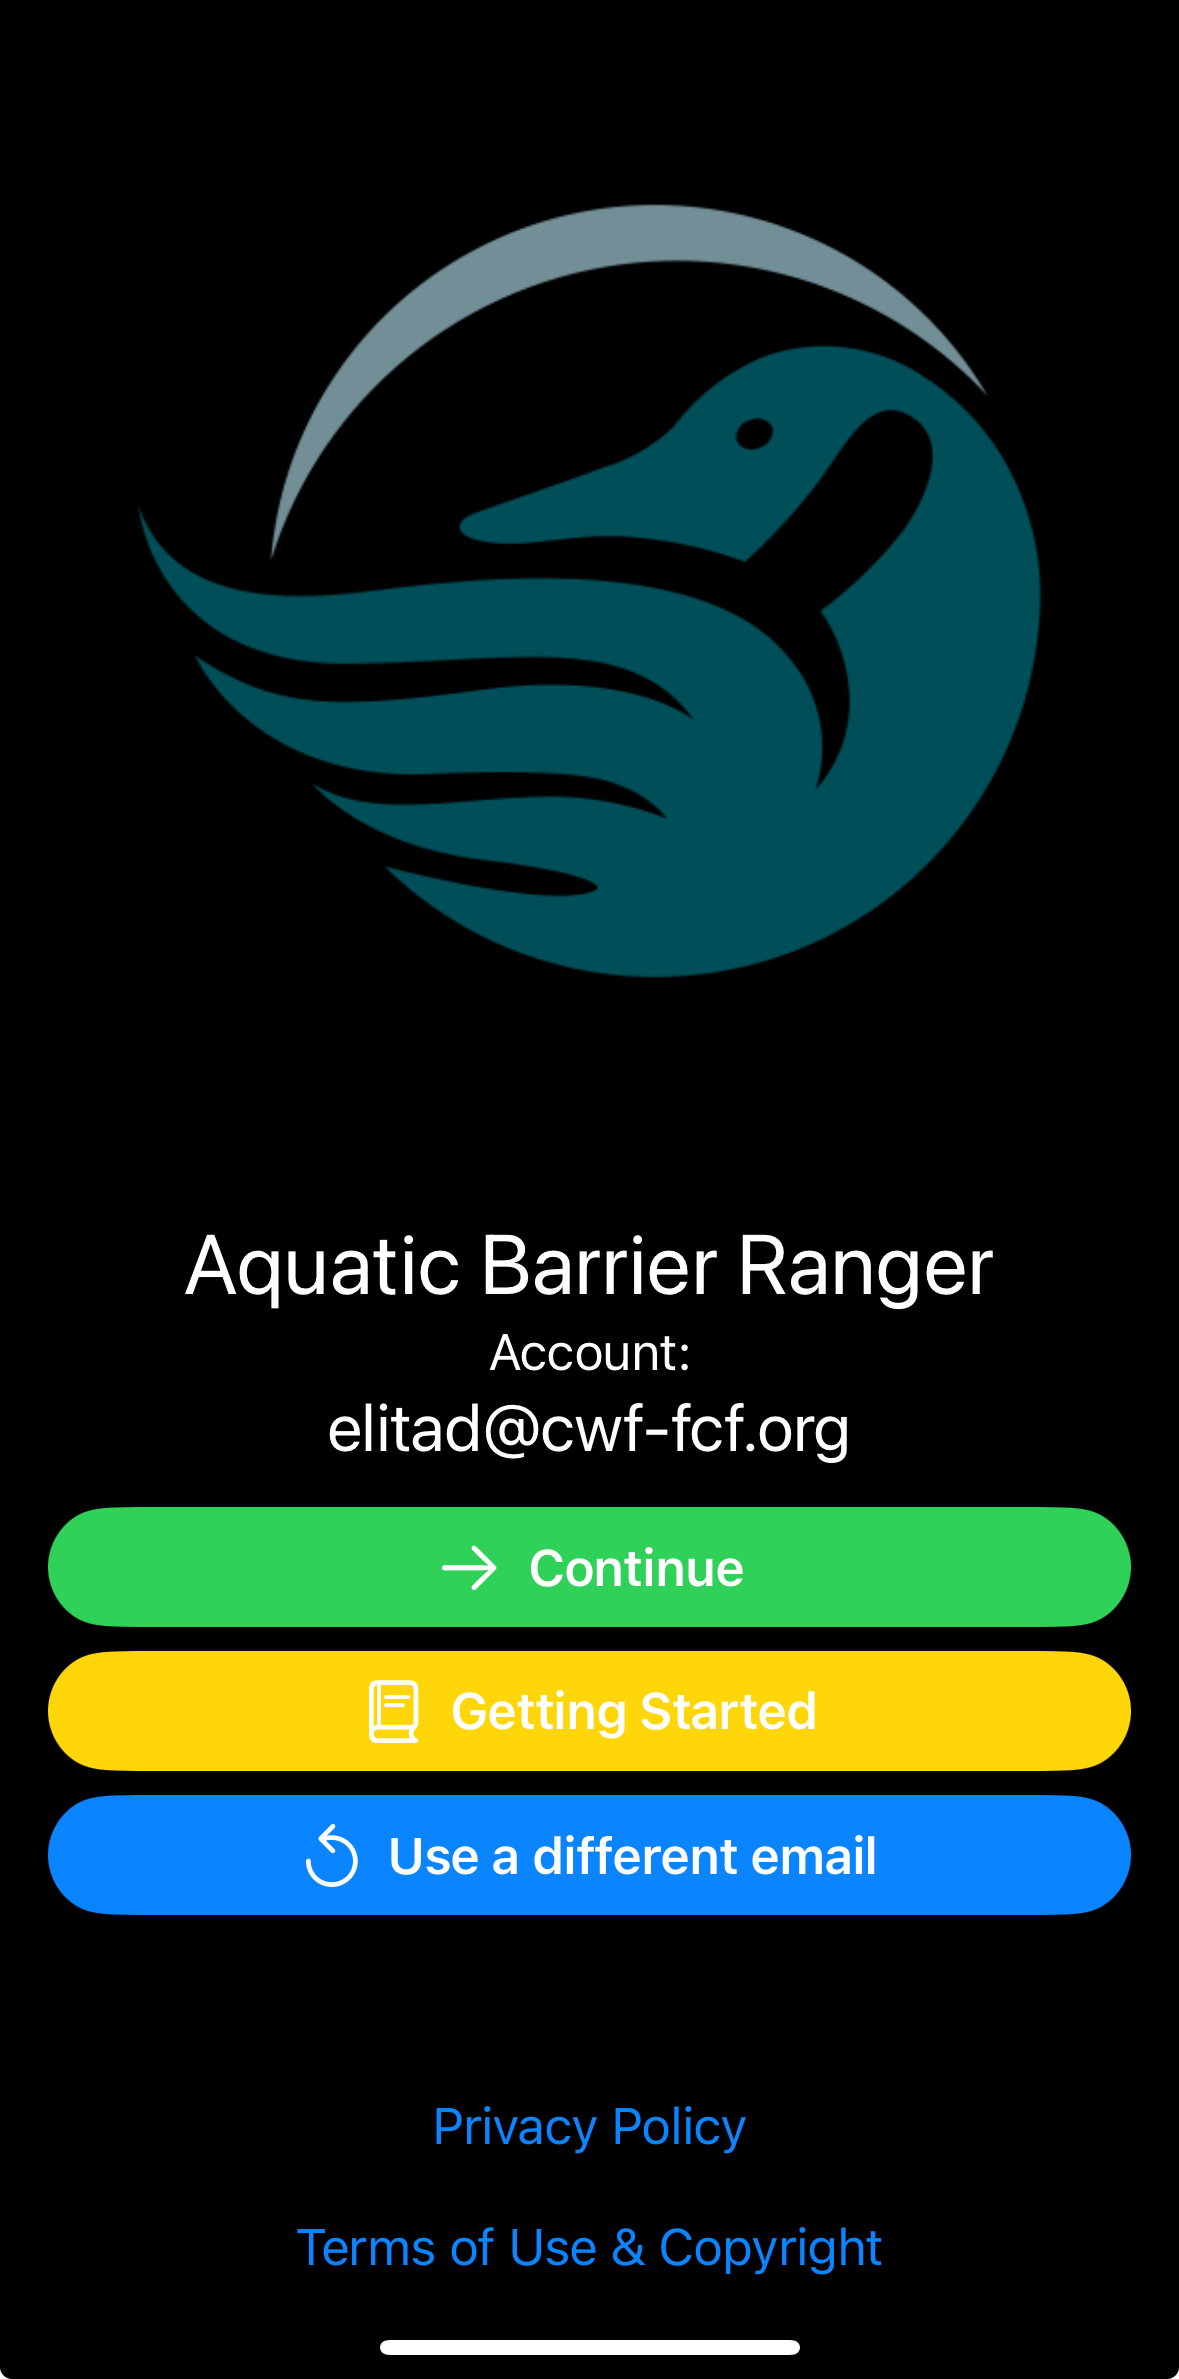 Aquatic Barrier Ranger
Account:
elitad@cwf-fcf.org
Continue
Getting Started
Use a different email
Privacy Policy
Terms of Use & Copyright